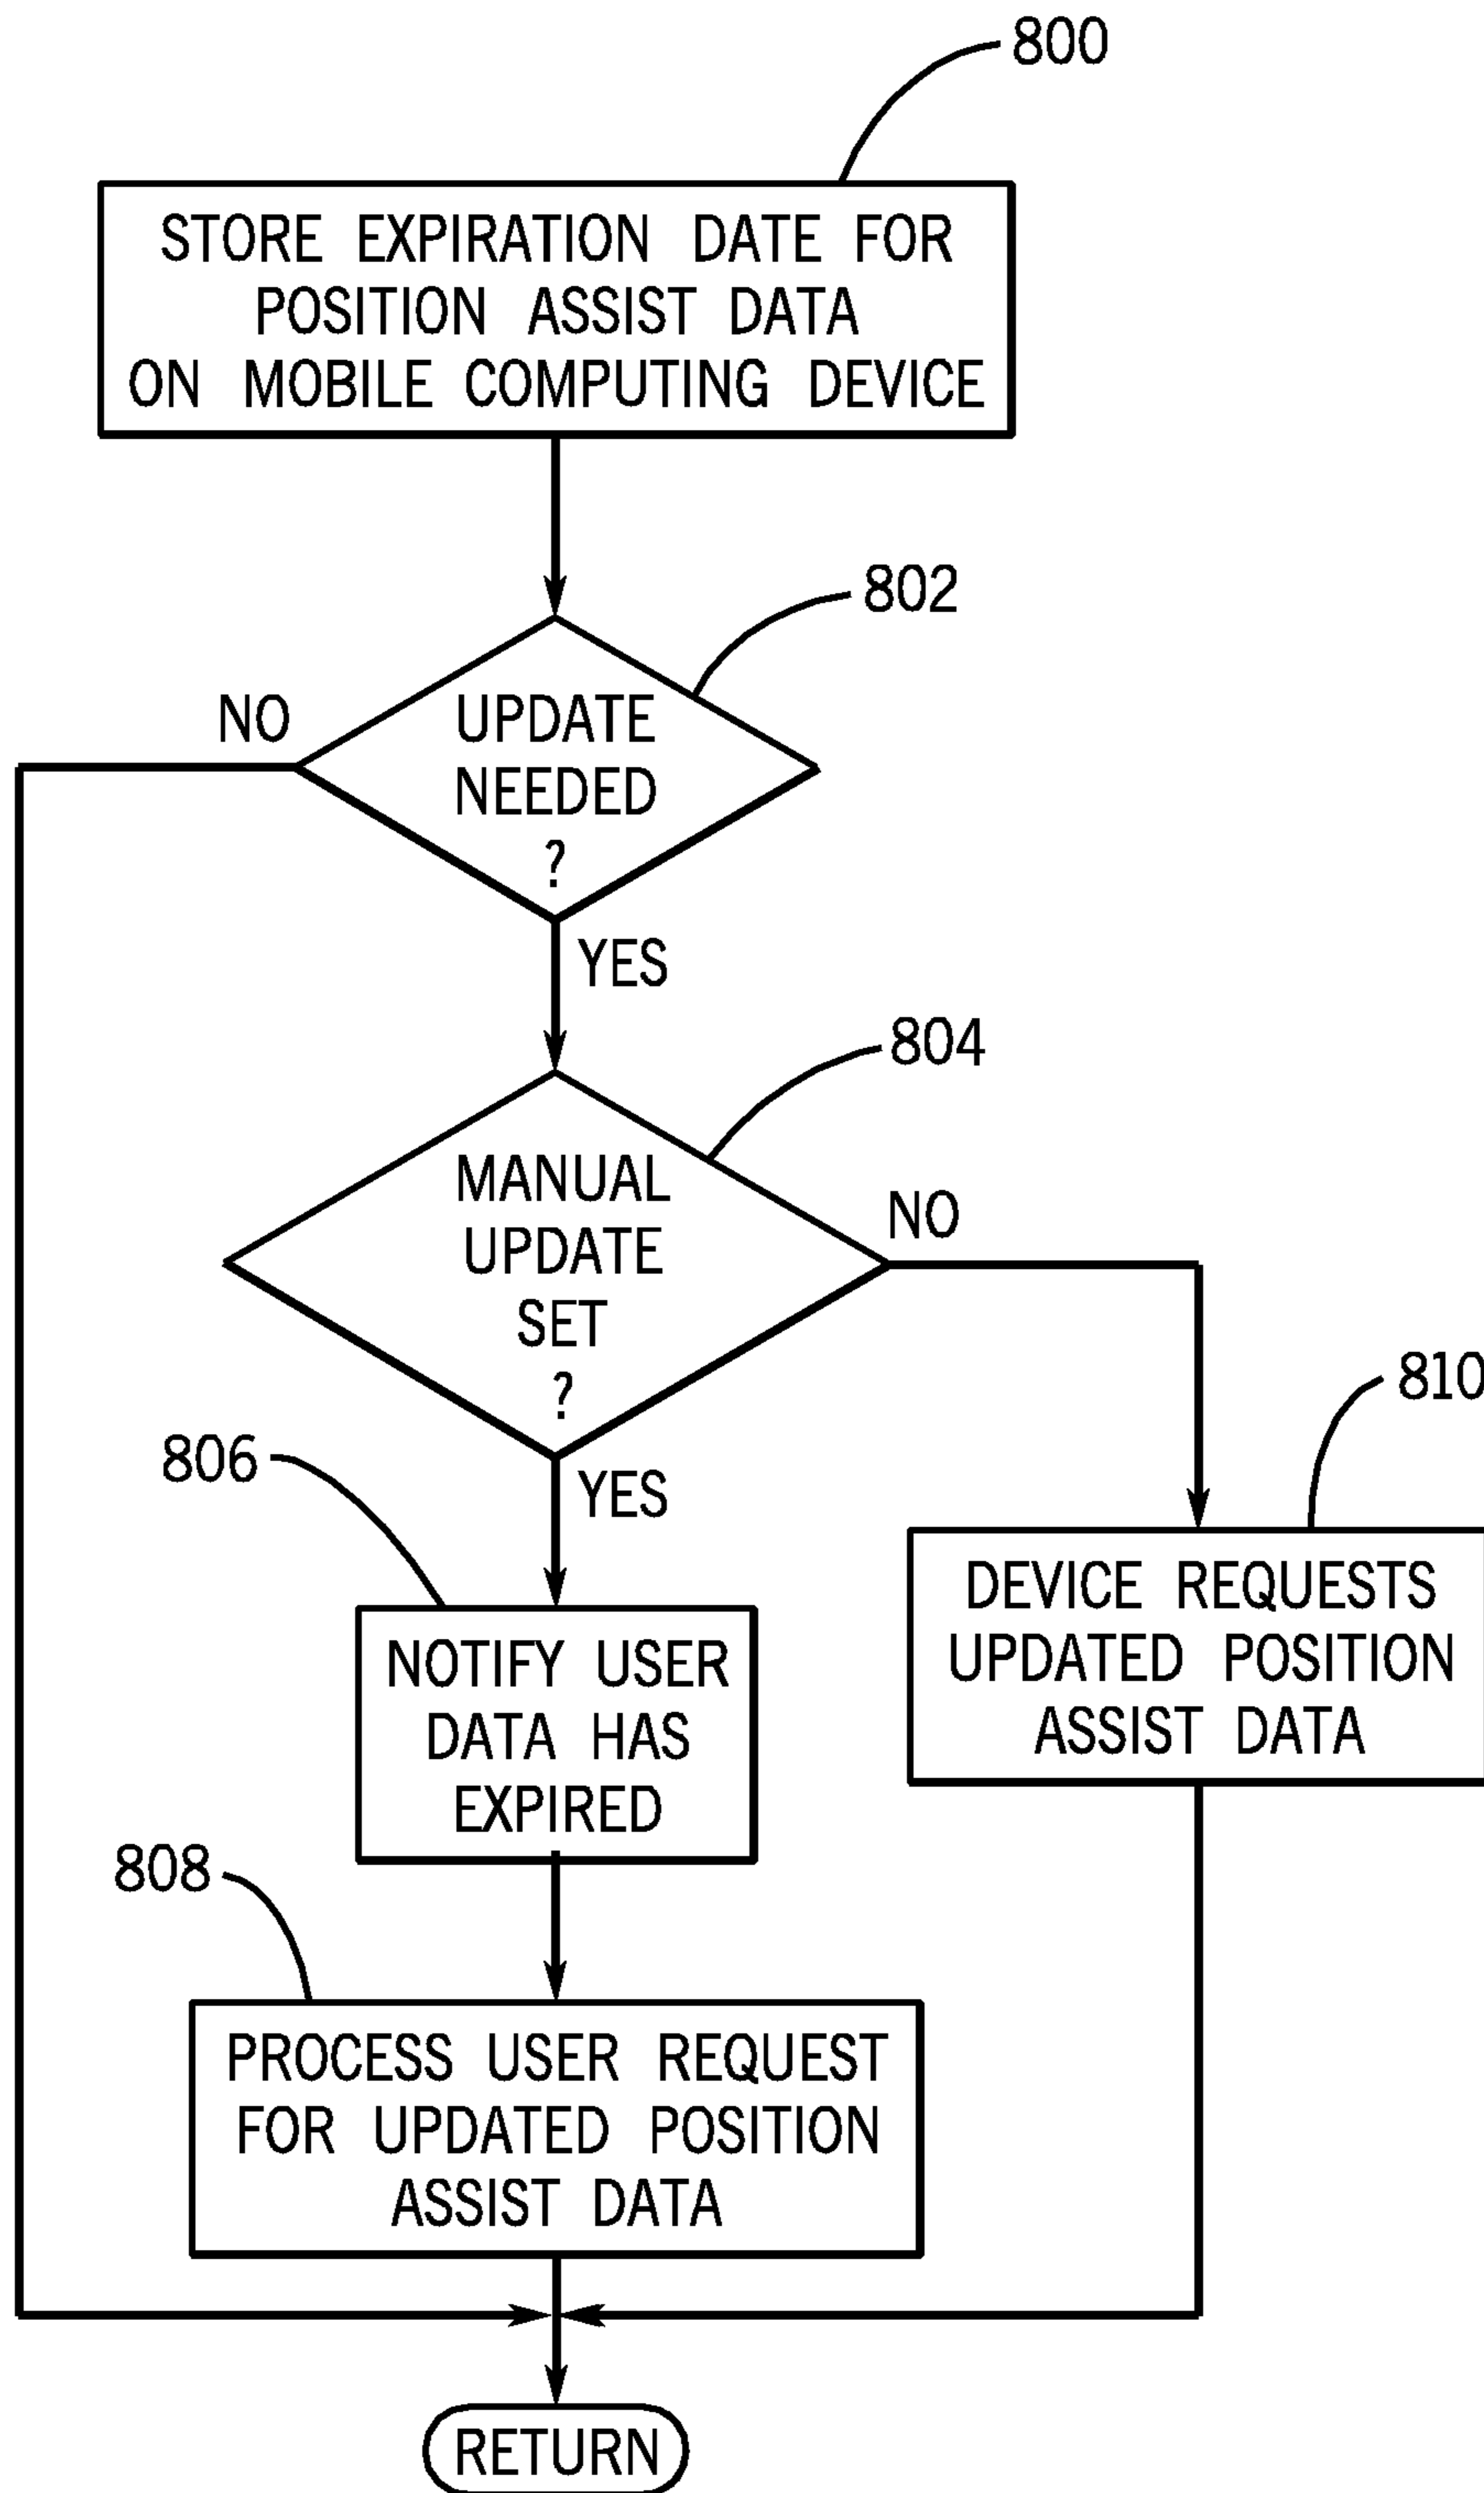 800
STORE EXPIRATION DATE FOR
POSITION ASSIST DATA
ON MOBILE COMPUTING DEVICE
802
NO
UPDATE
NEEDED
?
YES
804
MANUAL
UPDATE
SET
?
NO
810
806
YES
DEVICE REQUESTS
UPDATED POSITION
ASSIST DATA
NOTIFY USER
DATA HAS
EXPIRED
808
PROCESS USER REQUEST
FOR UPDATED POSITION
ASSIST DATA
RETURN